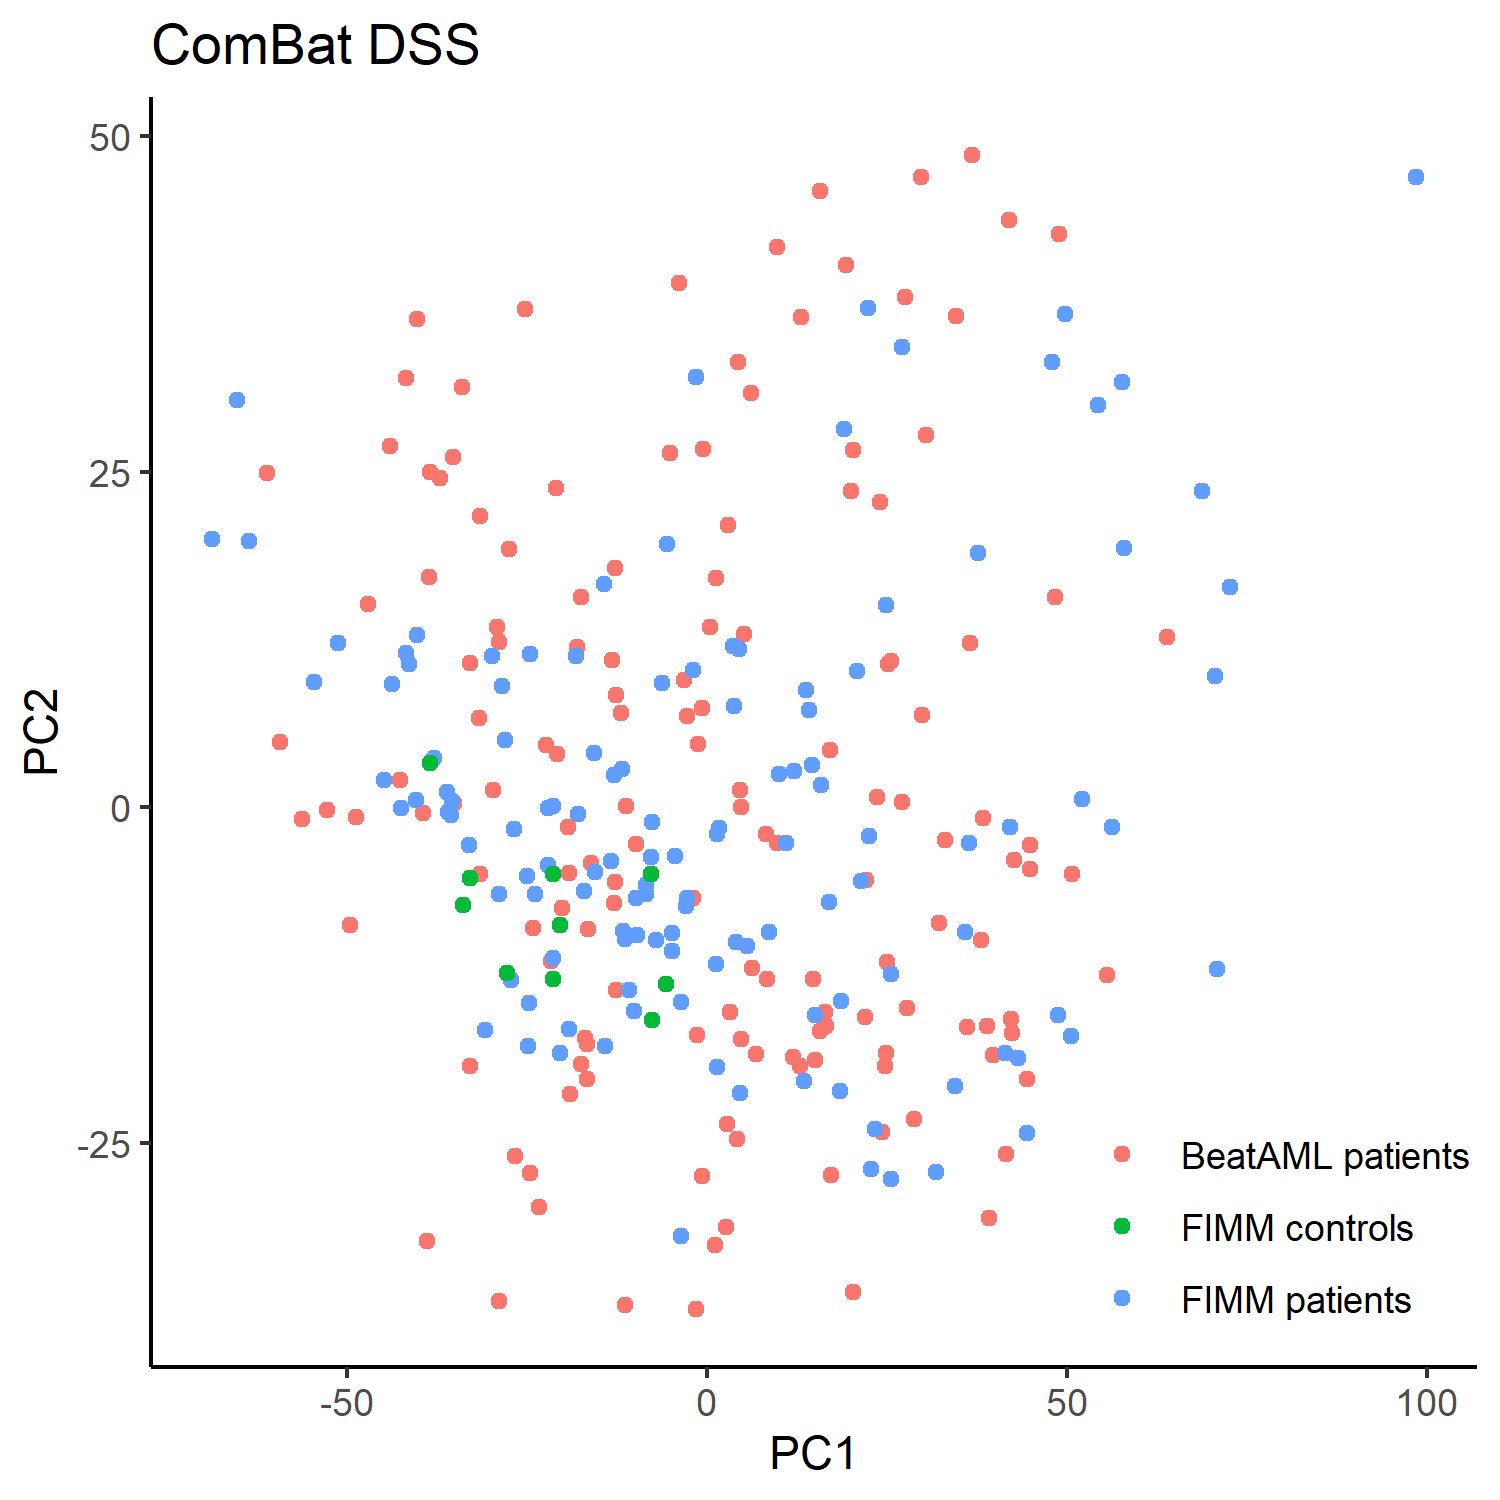 ComBat DSS
50
25
0
-25
PC2
-50
0
50
100
PC1
BeatAML patients
FIMM controls
FIMM patients